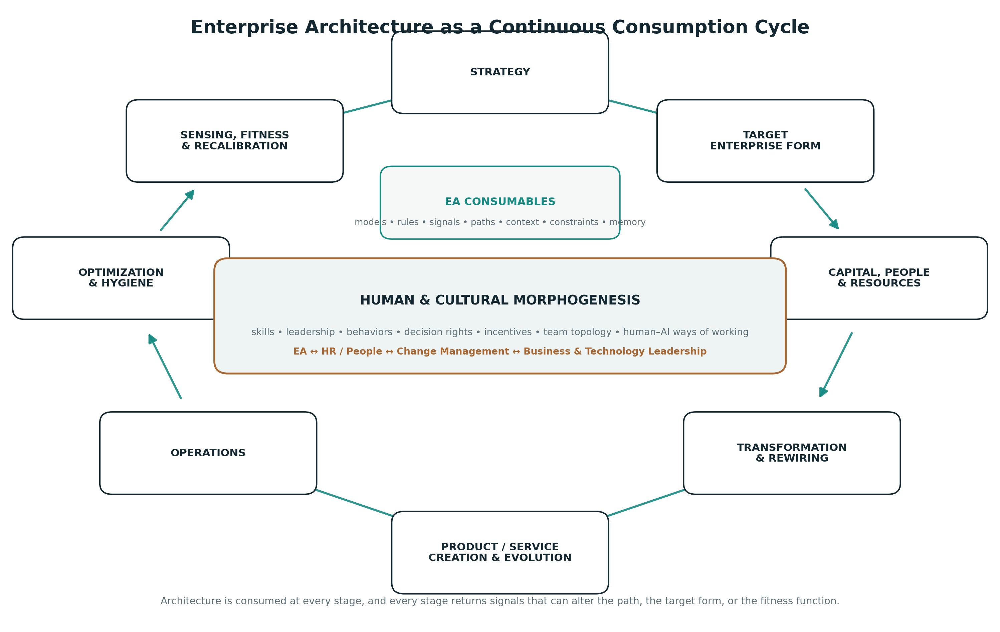 Enterprise Architecture as a Continuous Consumption Cycle
STRATEGY
SENSING, FITNESS
& RECALIBRATION
TARGET
ENTERPRISE FORM
EA CONSUMABLES
models • rules • signals • paths • context • constraints • memory
OPTIMIZATION
& HYGIENE
CAPITAL, PEOPLE
& RESOURCES
HUMAN & CULTURAL MORPHOGENESIS
skills • leadership • behaviors • decision rights • incentives • team topology • human–AI ways of working
EA ↔ HR / People ↔ Change Management ↔ Business & Technology Leadership
OPERATIONS
TRANSFORMATION
& REWIRING
PRODUCT / SERVICE
CREATION & EVOLUTION
Architecture is consumed at every stage, and every stage returns signals that can alter the path, the target form, or the fitness function.